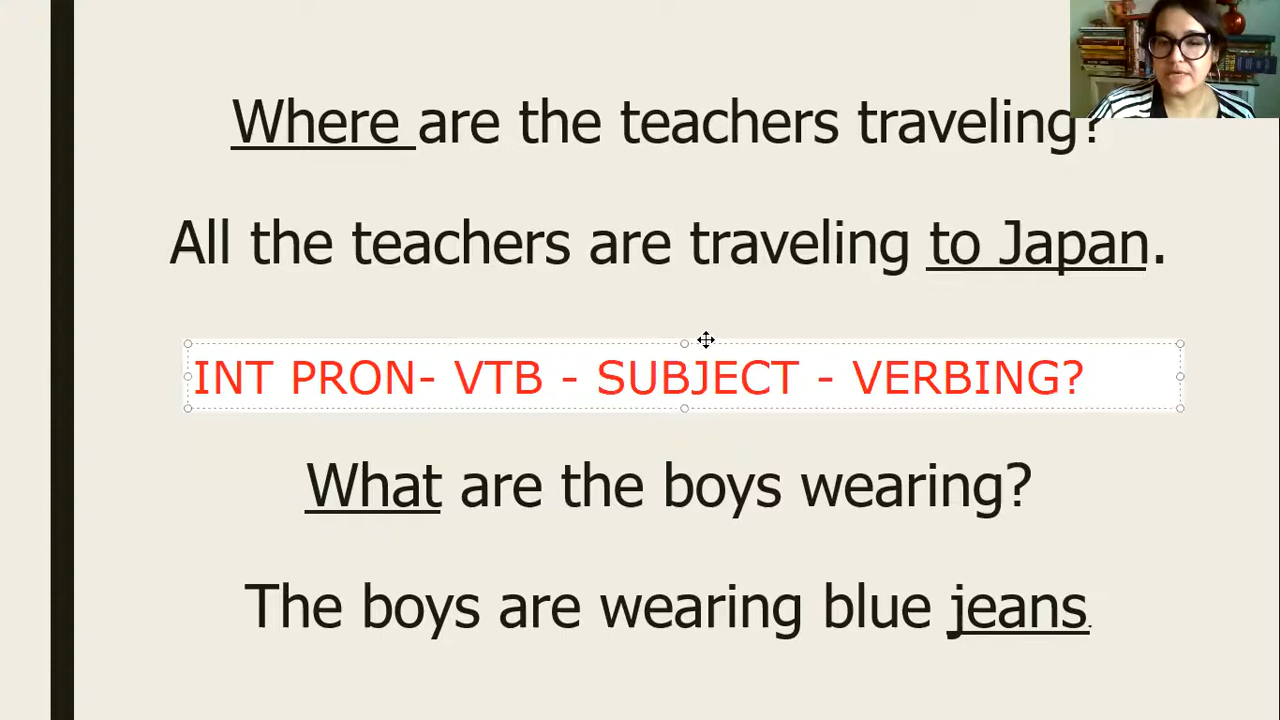 Where are the teachers traveling?
All the teachers are traveling to Japan.
INT PRON- VTB - SUBJECT - VERBING?
What are the boys wearing?
The boys are wearing blue jeans.